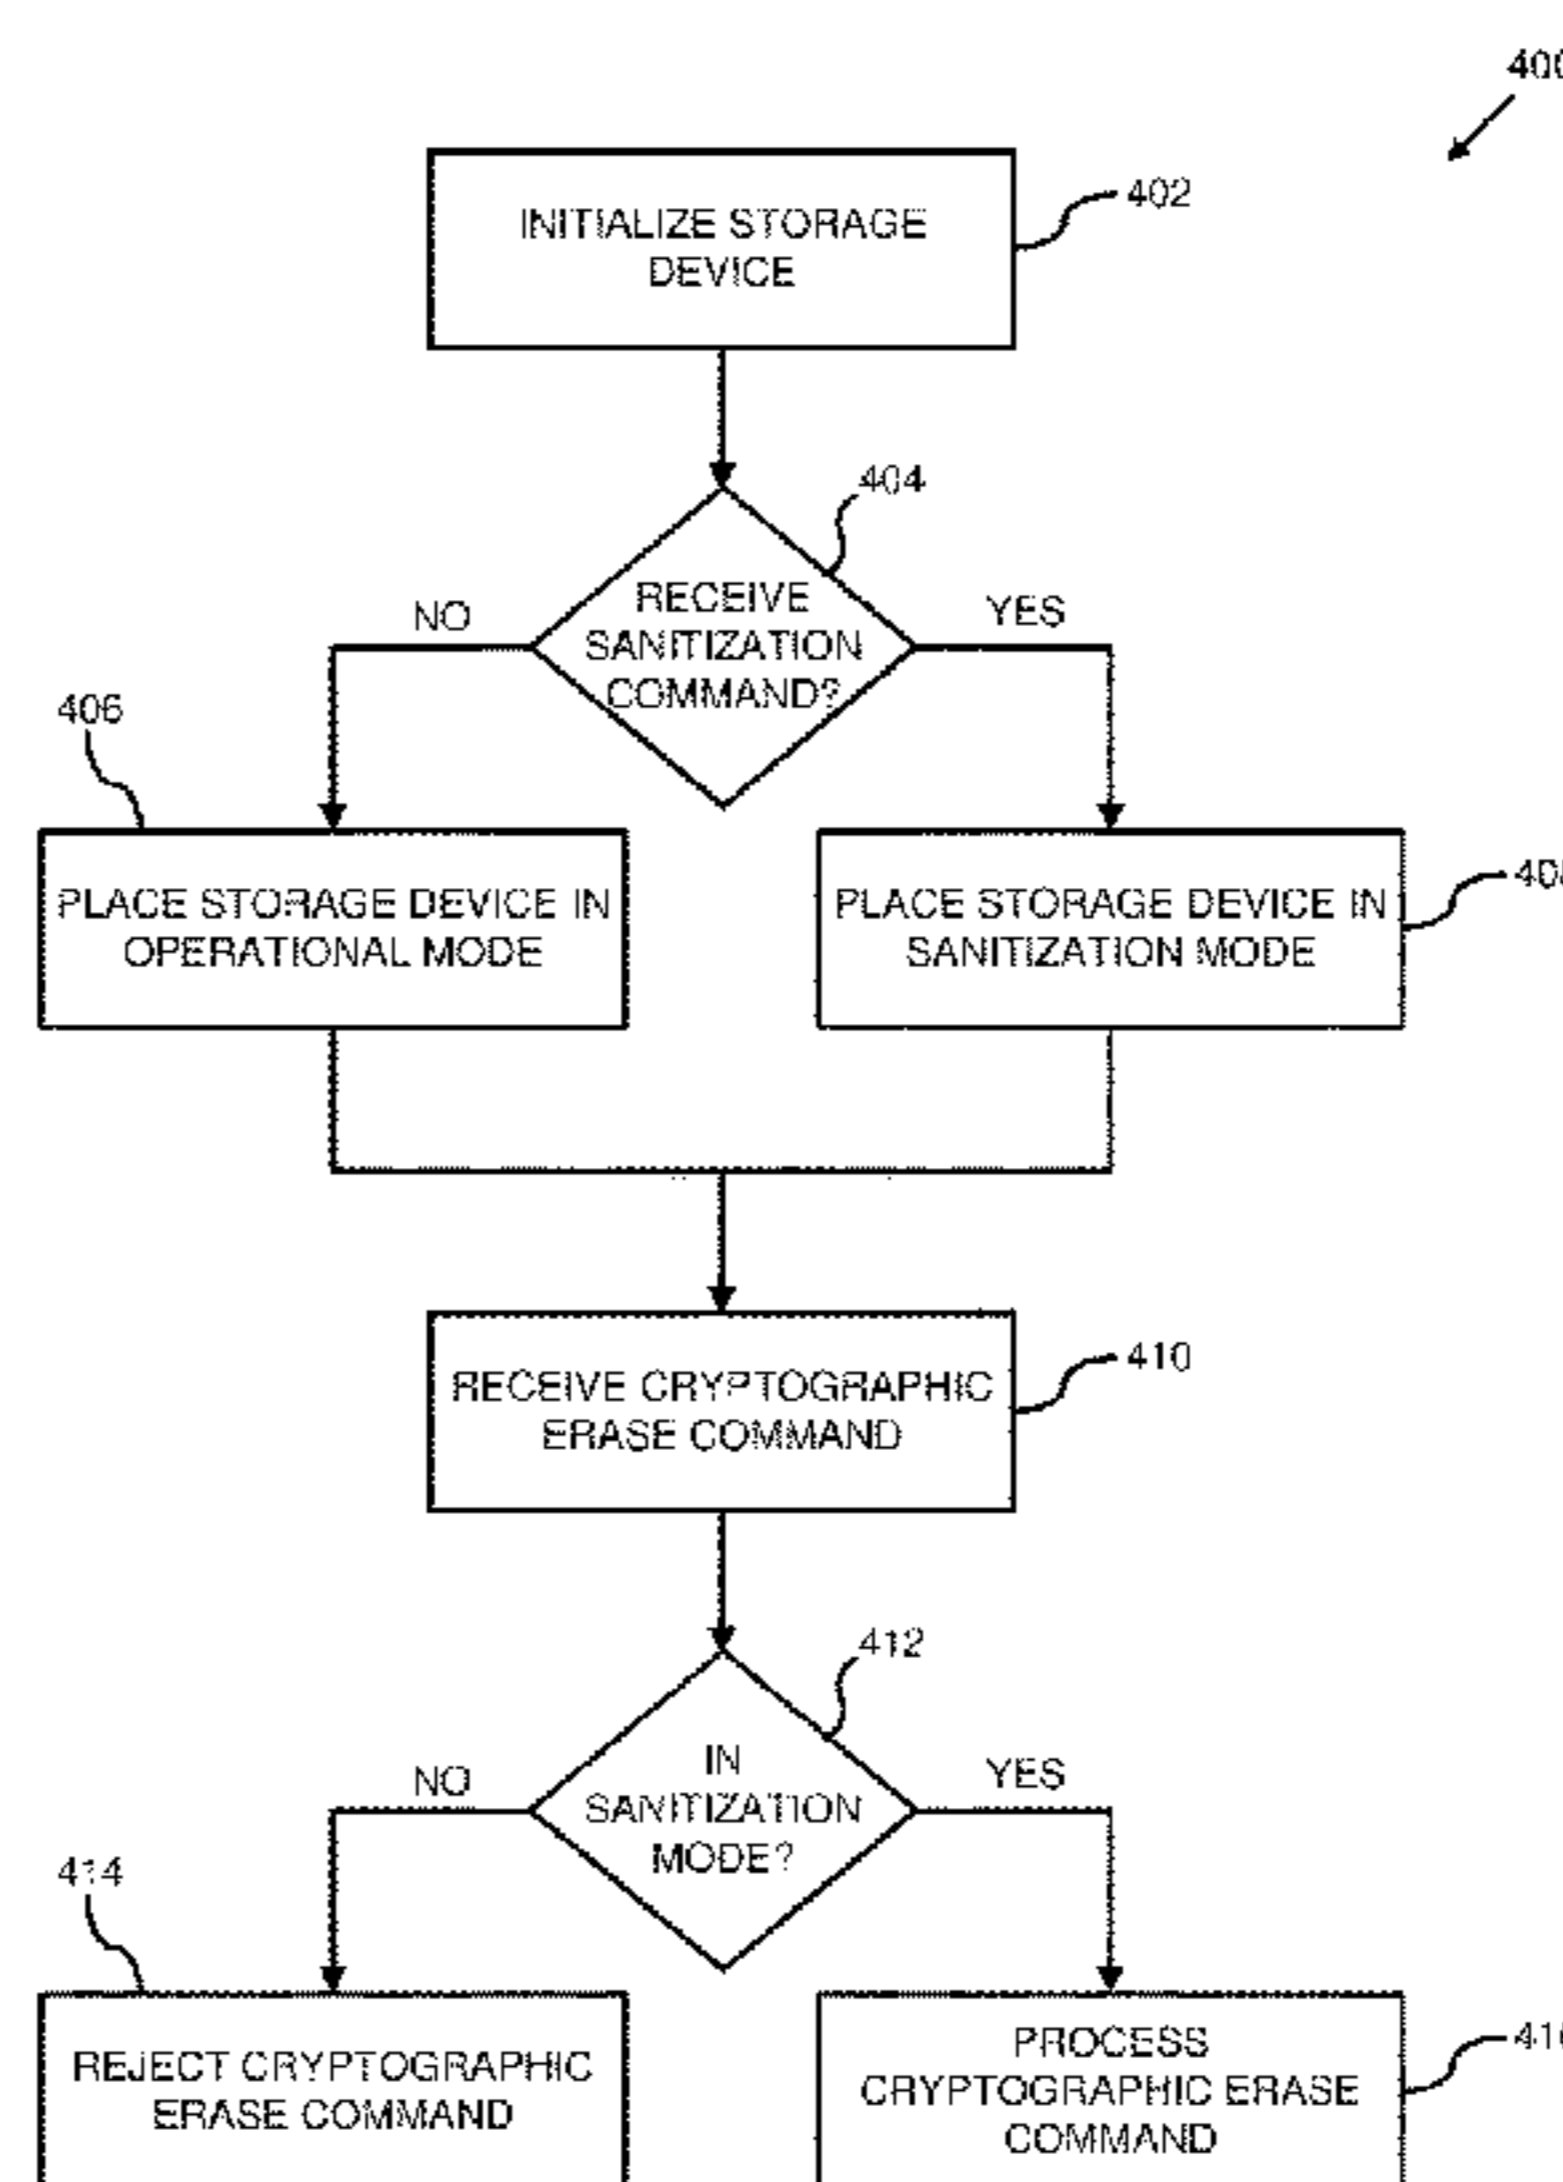 400
402
INITIALIZE STORAGE
DEVICE
404
RECEIVE
SANITIZATION
COMMAND?
NO
YES
406
PLACE STORAGE DEVICE IN
OPERATIONAL MODE
PLACE STORAGE DEVICE IN
SANITIZATION MODE
410
RECEIVE CRYPTOGRAPHIC
ERASE COMMAND
412
IN
SANITIZATION
MODE?
NO
YES
414
REJECT CRYPTOGRAPHIC
ERASE COMMAND
PROCESS
CRYPTOGRAPHIC ERASE
COMMAND